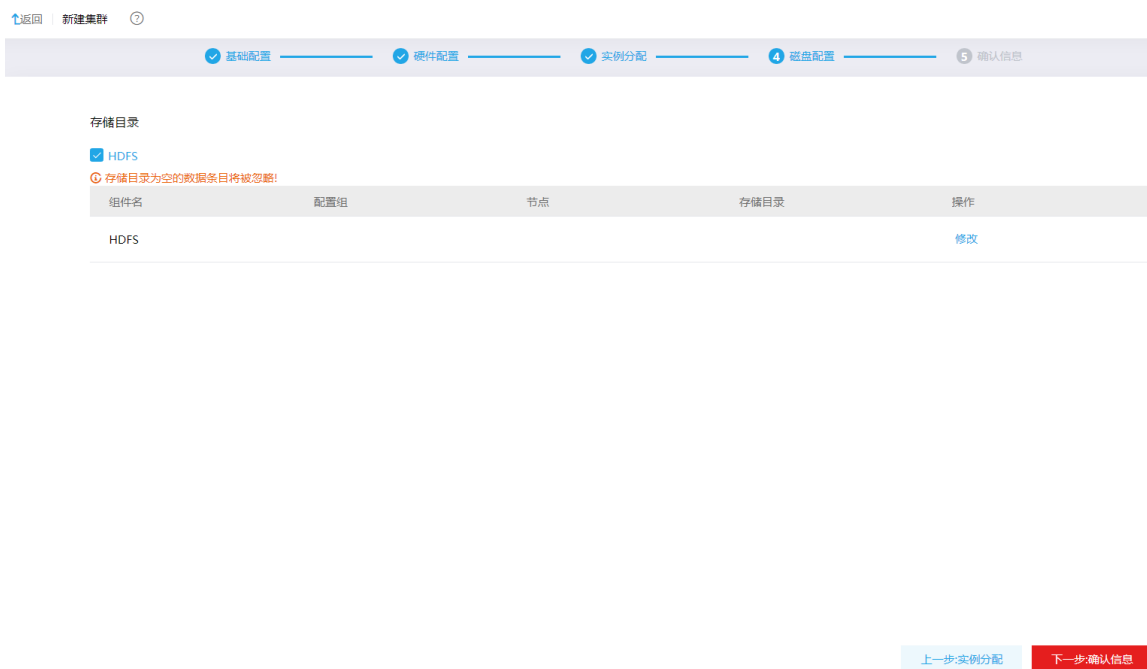 返回 新建集群 ?
基础配置 硬件配置 实例分配 4 磁盘配置 5 确认信息
存储目录
HDFS
存储目录为空的数据条目将被忽略!
组件名 配置组 节点 存储目录 操作
HDFS 修改
上一步:实例分配 下一步:确认信息